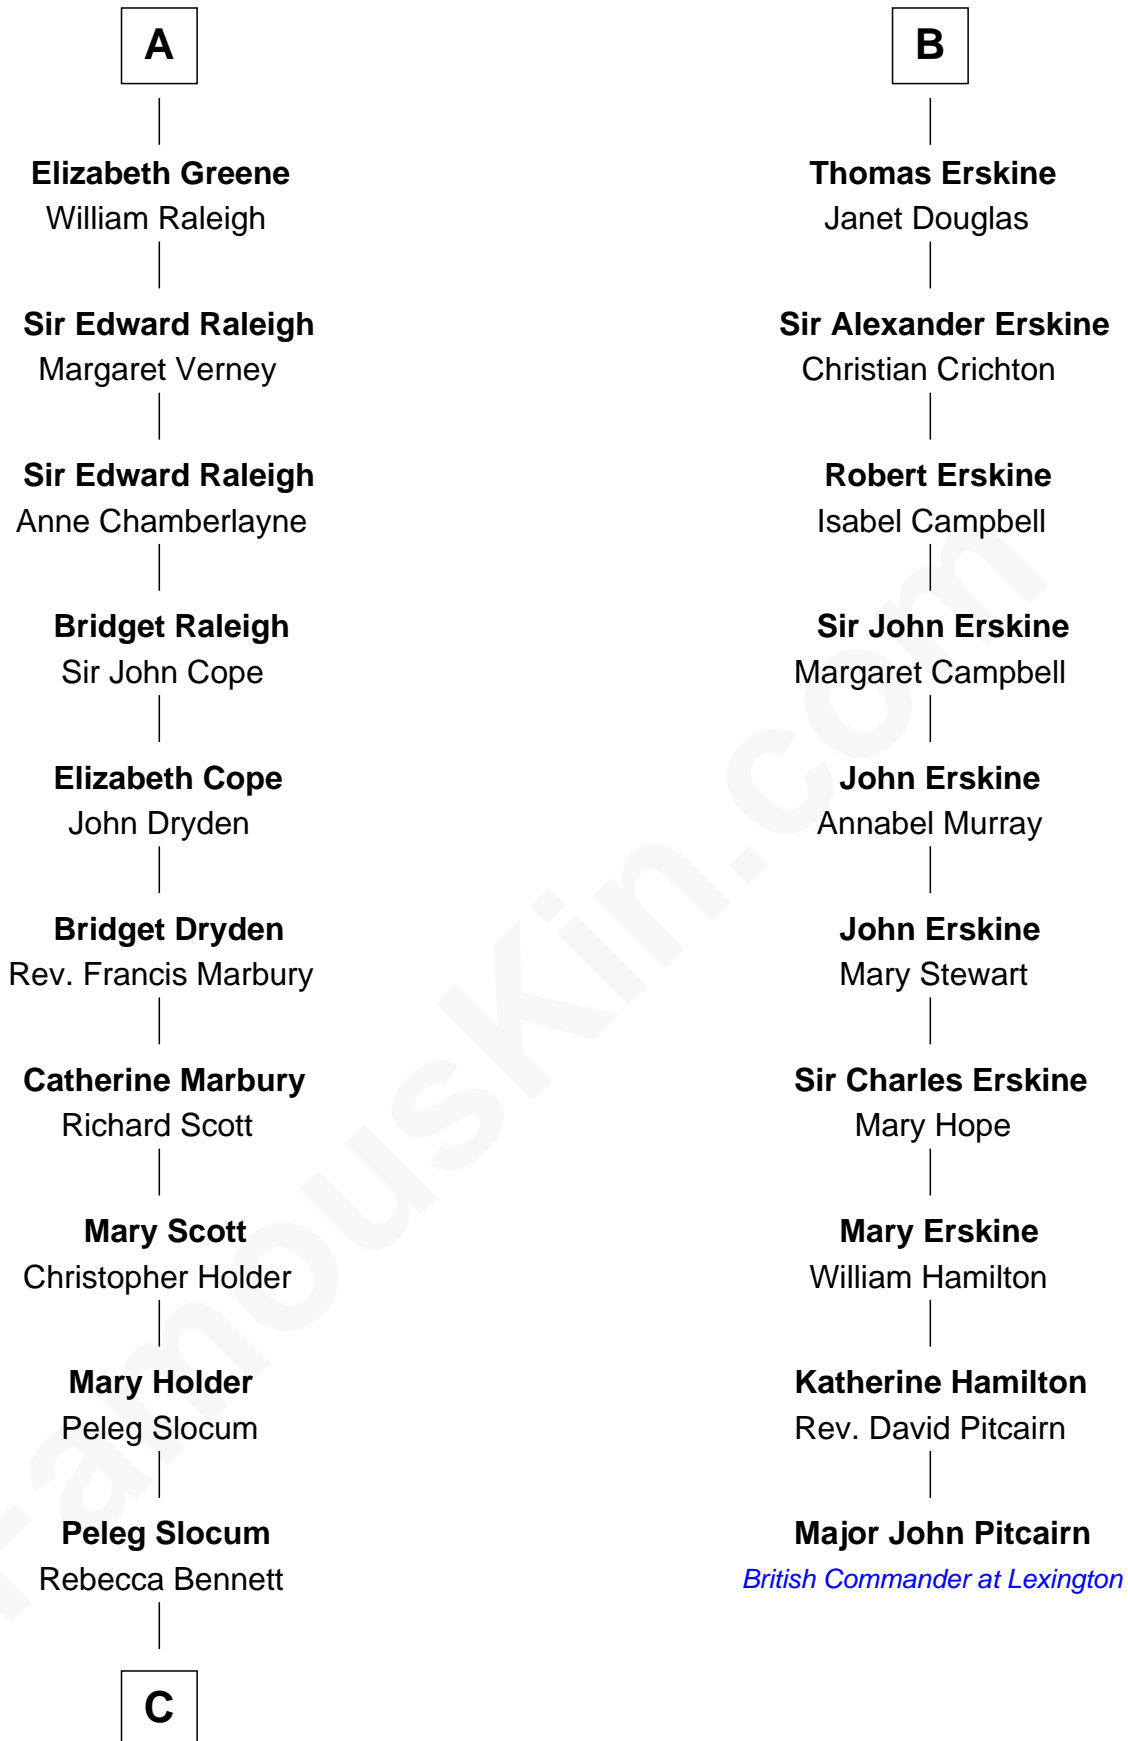 A
Elizabeth Greene
William Raleigh
Sir Edward Raleigh
Margaret Verney
Sir Edward Raleigh
Anne Chamberlayne
Bridget Raleigh
Sir John Cope
Elizabeth Cope
John Dryden
Bridget Dryden
Rev. Francis Marbury
Catherine Marbury
Richard Scott
Mary Scott
Christopher Holder
Mary Holder
Peleg Slocum
Peleg Slocum
Rebecca Bennett
C
B
Thomas Erskine
Janet Douglas
Sir Alexander Erskine
Christian Crichton
Robert Erskine
Isabel Campbell
Sir John Erskine
Margaret Campbell
John Erskine
Annabel Murray
John Erskine
Mary Stewart
Sir Charles Erskine
Mary Hope
Mary Erskine
William Hamilton
Katherine Hamilton
Rev. David Pitcairn
Major John Pitcairn
British Commander at Lexington
FamousKin.com